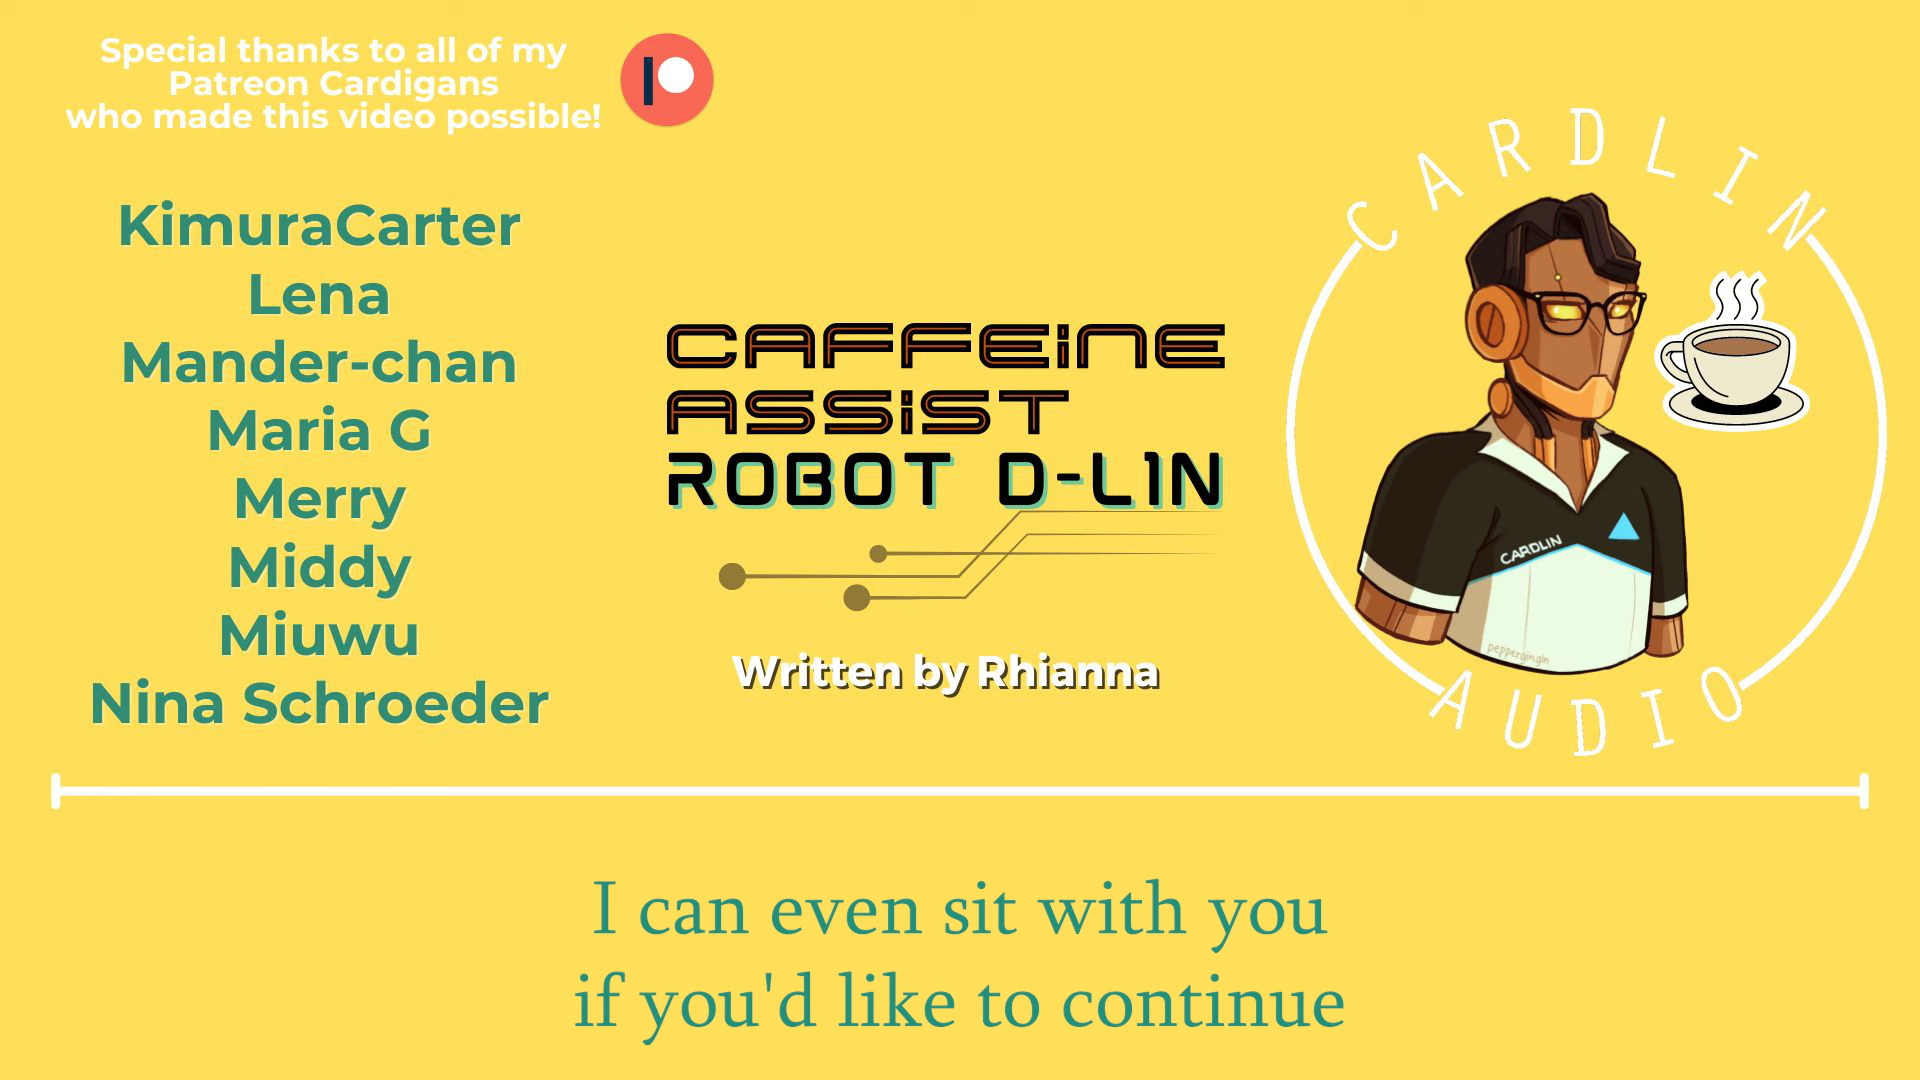 Special thanks to all of my
Patreon Cardigans
who made this video possible!
KimuraCarter
Lena
Mander-chan
Maria G
Merry
Middy
Miuwu
Nina Schroeder
CAFFEiNE
ASSiST
ROBOT D-L1N
Written by Rhianna
CARDLIN
CARDLIN
peppergingin
AUDIO
I can even sit with you
if you'd like to continue